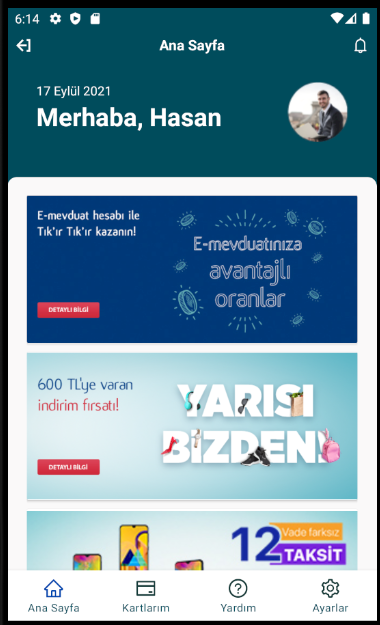 6:14
Ana Sayfa
17 Eylül 2021
Merhaba, Hasan
E-mevduat hesabı ile
Tık'ır Tık'ır kazanın!
DETAYLI BİLGİ
E-mevduatınıza
avantajlı
oranlar
600 TL'ye varan
indirim fırsatı!
DETAYLI BİLGİ
YARISI
BİZDEN!
12
Vade farksız
TAKSİT
Ana Sayfa
Kartlarım
Yardım
Ayarlar